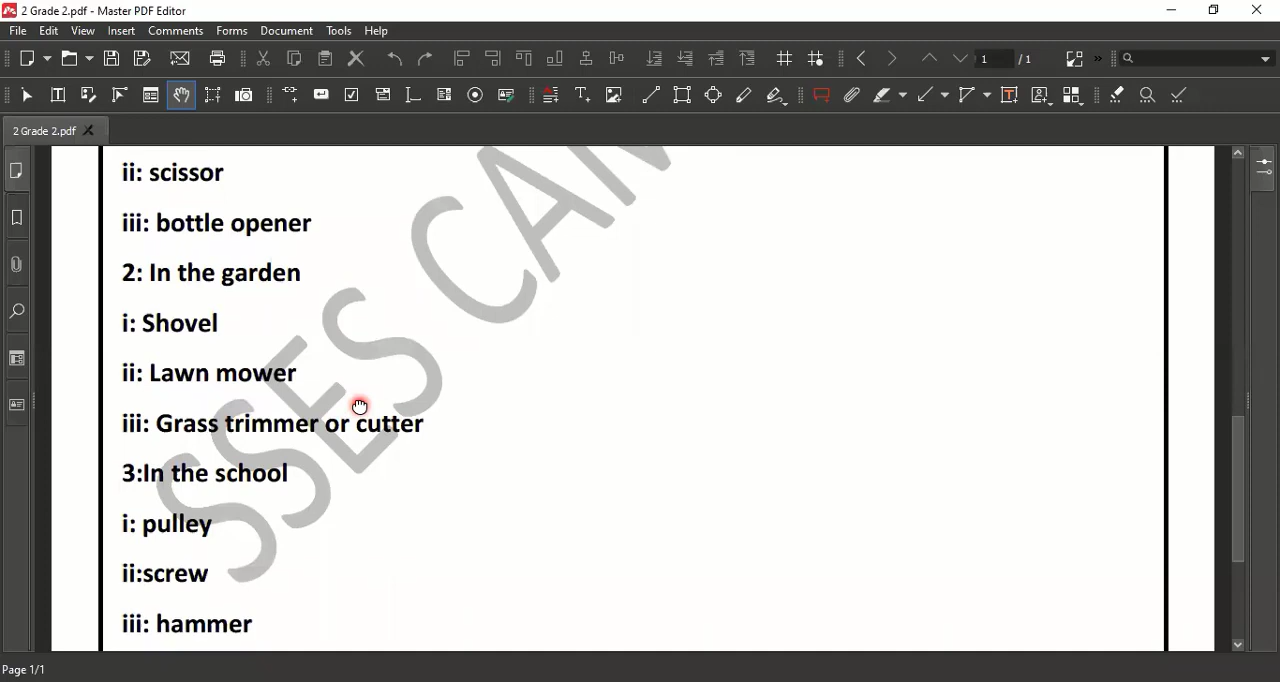 2 Grade 2.pdf - Master PDF Editor
File Edit View Insert Comments Forms Document Tools Help
1 / 1
2 Grade 2.pdf
ii: scissor
iii: bottle opener
2: In the garden
i: Shovel
ii: Lawn mower
iii: Grass trimmer or cutter
3:In the school
i: pulley
ii:screw
iii: hammer
SSES CAM
Page 1/1